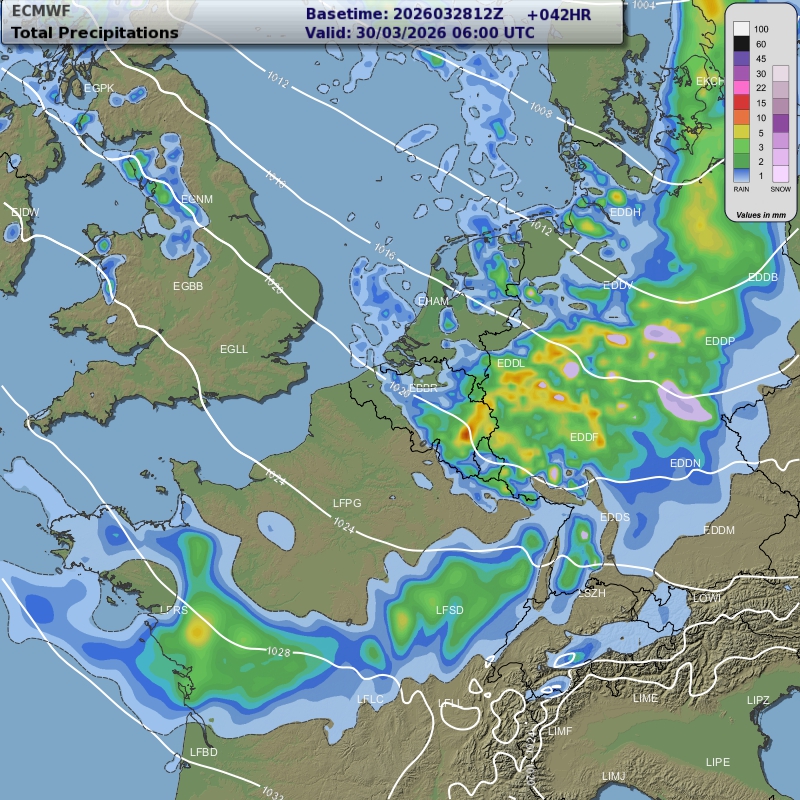 ECMWF
Basetime: 2026032812Z +042HR
Total Precipitations
Valid: 30/03/2026 06:00 UTC
1004
100
60
45
30
22
15
10
5
3
2
1
RAIN
SNOW
Values in mm
EGPK
1012
EKCH
1008
1016
EGNM
EIDW
EDDH
1012
1016
EDDB
EGBB
1020
EDDV
EHAM
EDDP
EGLL
EDDL
EBBR
1020
EDDF
EDDN
1024
LFPG
1024
EDDS
EDDM
LSZH
LOWI
LFRS
LFSD
1028
LFLC
LFLL
LIME
LIPZ
LIMF
LFBD
LIPE
LIMJ
1032